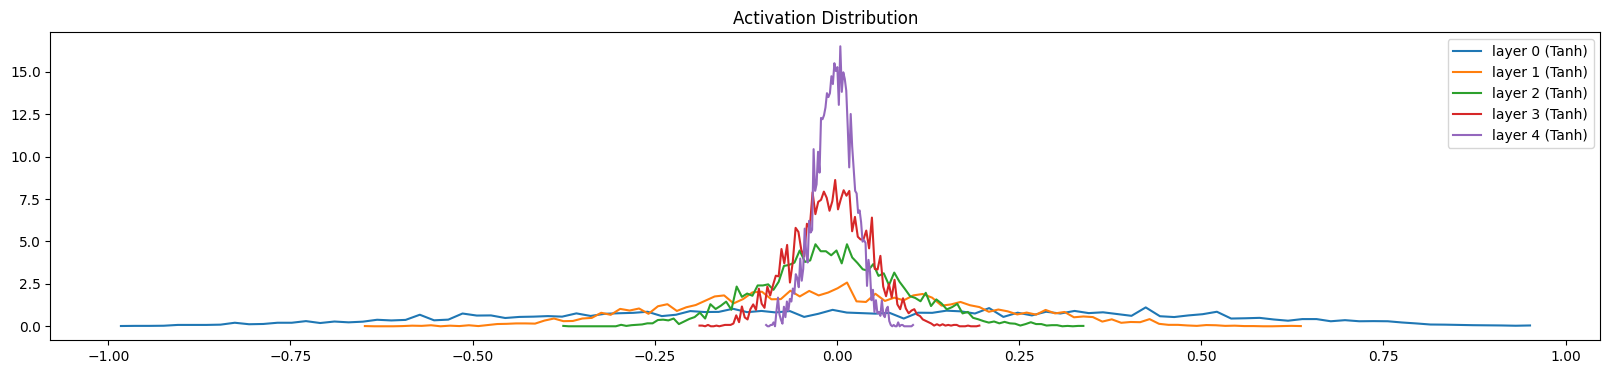 Activation Distribution
layer 0 (Tanh)
layer 1 (Tanh)
layer 2 (Tanh)
layer 3 (Tanh)
layer 4 (Tanh)
15.0
12.5
10.0
7.5
5.0
2.5
0.0
−1.00 −0.75 −0.50 −0.25 0.00 0.25 0.50 0.75 1.00